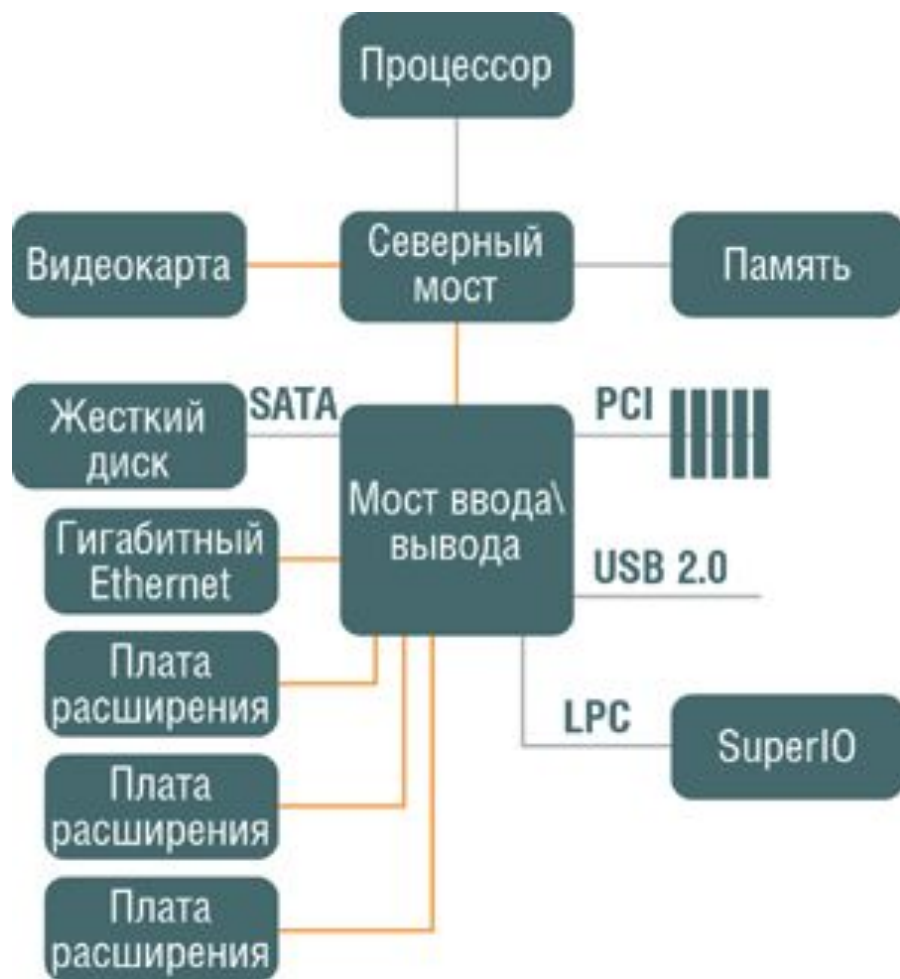 Процессор
Видеокарта
Северный
мост
Память
Жесткий
диск
SATA
Мост ввода\
вывода
PCI
Гигабитный
Ethernet
USB 2.0
Плата
расширения
LPC
SuperIO
Плата
расширения
Плата
расширения